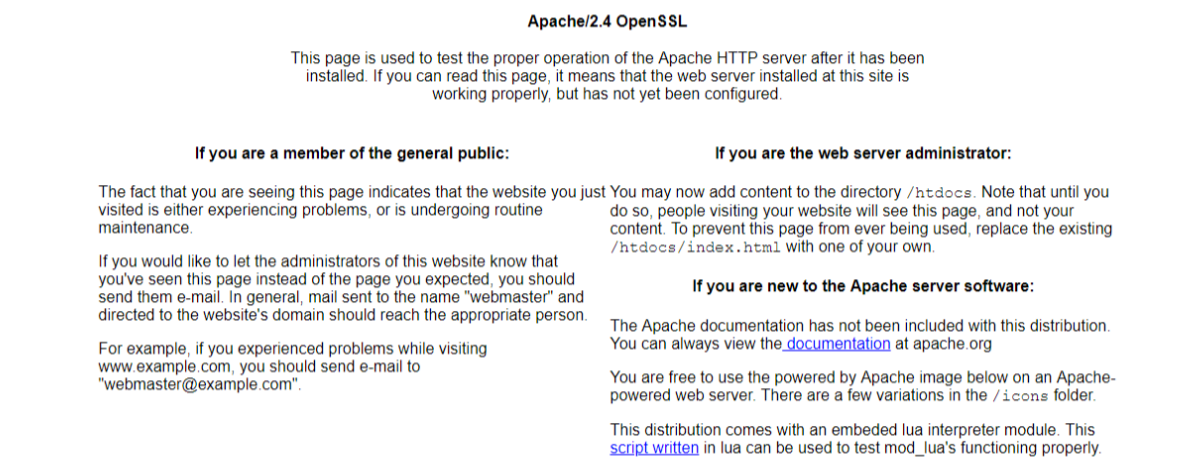 Apache/2.4 OpenSSL
This page is used to test the proper operation of the Apache HTTP server after it has been
installed. If you can read this page, it means that the web server installed at this site is
working properly, but has not yet been configured.
If you are a member of the general public:
The fact that you are seeing this page indicates that the website you just
visited is either experiencing problems, or is undergoing routine
maintenance.
If you would like to let the administrators of this website know that
you've seen this page instead of the page you expected, you should
send them e-mail. In general, mail sent to the name "webmaster" and
directed to the website's domain should reach the appropriate person.
For example, if you experienced problems while visiting
www.example.com, you should send e-mail to
"webmaster@example.com".
If you are the web server administrator:
You may now add content to the directory /htdocs. Note that until you
do so, people visiting your website will see this page, and not your
content. To prevent this page from ever being used, replace the existing
/htdocs/index.html with one of your own.
If you are new to the Apache server software:
The Apache documentation has not been included with this distribution.
You can always view the documentation at apache.org
You are free to use the powered by Apache image below on an Apache-
powered web server. There are a few variations in the /icons folder.
This distribution comes with an embeded lua interpreter module. This
script written in lua can be used to test mod_lua's functioning properly.